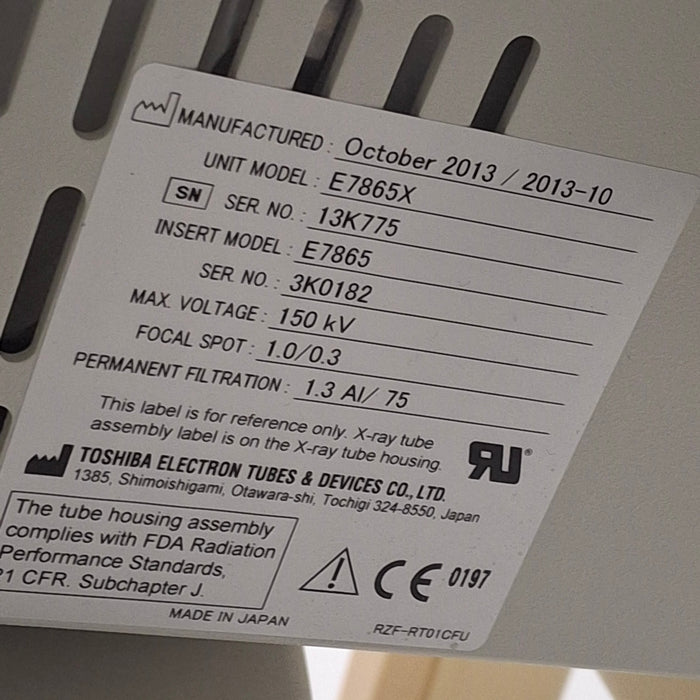 MANUFACTURED : October 2013 / 2013-10
UNIT MODEL : E7865X
SN SER. NO. : 13K775
INSERT MODEL : E7865
SER. NO. : 3K0182
MAX. VOLTAGE : 150 kV
FOCAL SPOT : 1.0/0.3
PERMANENT FILTRATION : 1.3 Al/ 75
This label is for reference only. X-ray tube
assembly label is on the X-ray tube housing.
TOSHIBA ELECTRON TUBES & DEVICES CO., LTD.
1385, Shimoishigami, Otawara-shi, Tochigi 324-8550, Japan
The tube housing assembly
complies with FDA Radiation
Performance Standards,
21 CFR. Subchapter J.
CE 0197
MADE IN JAPAN
RZF-RT01CFU